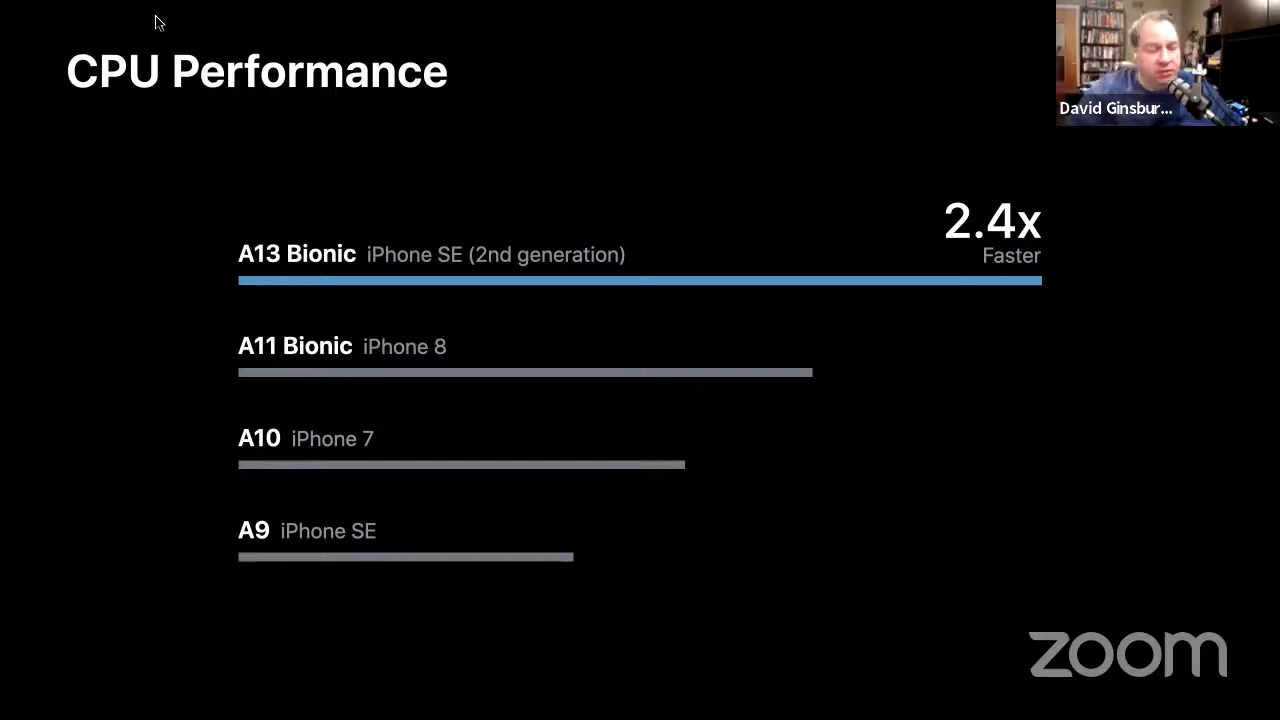 CPU Performance
David Ginsbur...
2.4x
A13 Bionic iPhone SE (2nd generation)
Faster
A11 Bionic iPhone 8
A10 iPhone 7
A9 iPhone SE
zoom